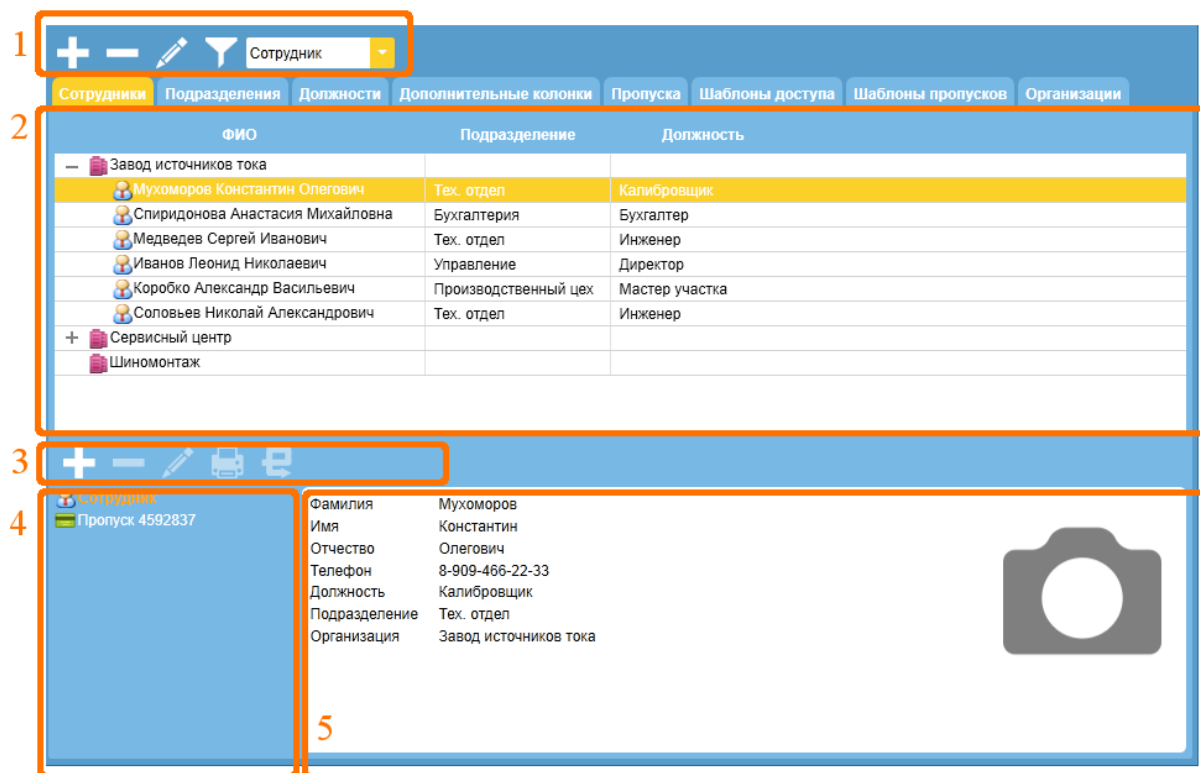 1
Сотрудник
Сотрудники Подразделения Должности Дополнительные колонки Пропуска Шаблоны доступа Шаблоны пропусков Организации
2
ФИО Подразделение Должность
Завод источников тока
Мухоморов Константин Олегович Тех. отдел Калибровщик
Спиридонова Анастасия Михайловна Бухгалтерия Бухгалтер
Медведев Сергей Иванович Тех. отдел Инженер
Иванов Леонид Николаевич Управление Директор
Коробко Александр Васильевич Производственный цех Мастер участка
Соловьев Николай Александрович Тех. отдел Инженер
Сервисный центр
Шиномонтаж
3
4
Сотрудник
Пропуск 4592837
Фамилия Мухоморов
Имя Константин
Отчество Олегович
Телефон 8-909-466-22-33
Должность Калибровщик
Подразделение Тех. отдел
Организация Завод источников тока
5